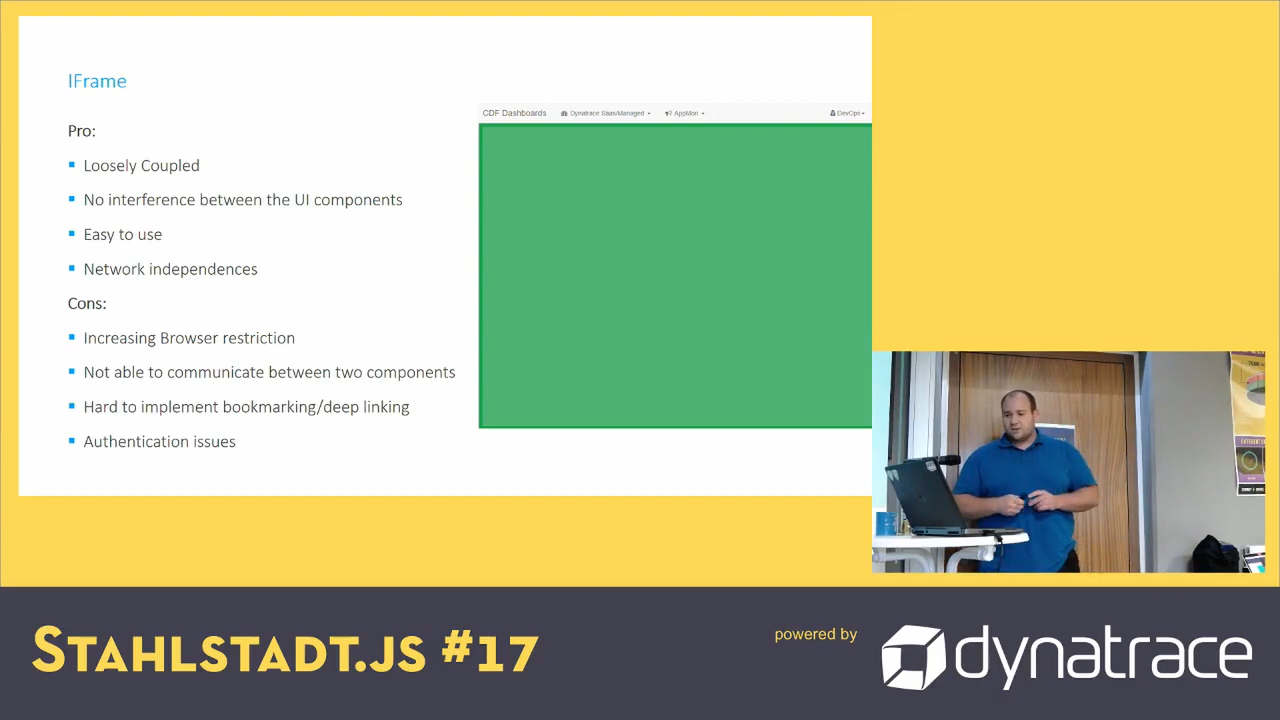 IFrame
Pro:
Loosely Coupled
No interference between the UI components
Easy to use
Network independences
Cons:
Increasing Browser restriction
Not able to communicate between two components
Hard to implement bookmarking/deep linking
Authentication issues
CDF Dashboards Dynatrace Saas/Managed AppMon DevOps
STAHLSTADT.JS #17
powered by
dynatrace